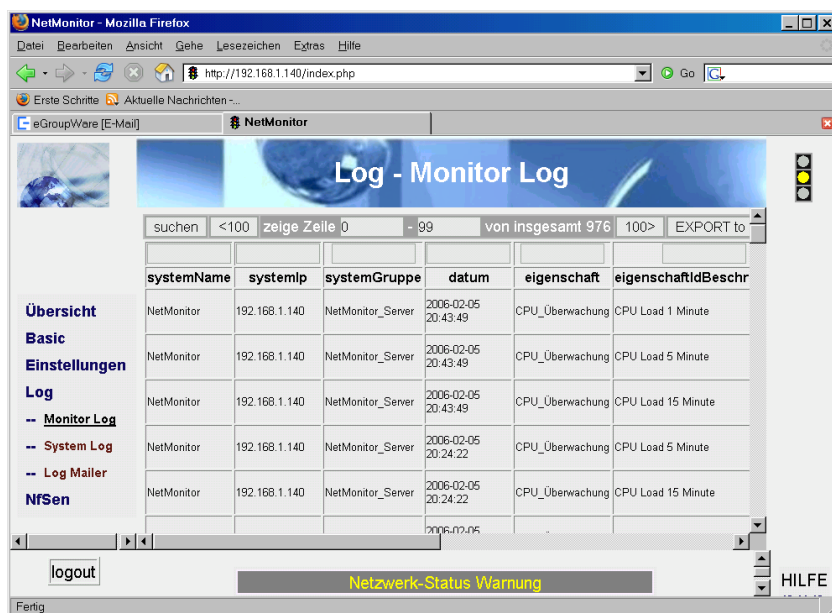 NetMonitor - Mozilla Firefox
Datei Bearbeiten Ansicht Gehe Lesezeichen Extras Hilfe
http://192.168.1.140/index.php Go G
Erste Schritte Aktuelle Nachrichten -...
eGroupWare [E-Mail] NetMonitor
Log - Monitor Log
suchen <100 zeige Zeile 0 - 99 von insgesamt 976 100> EXPORT to
systemName systemIp systemGruppe datum eigenschaft eigenschaftIdBeschr
NetMonitor 192.168.1.140 NetMonitor_Server 2006-02-05 20:43:49 CPU_Überwachung CPU Load 1 Minute
NetMonitor 192.168.1.140 NetMonitor_Server 2006-02-05 20:43:49 CPU_Überwachung CPU Load 5 Minute
NetMonitor 192.168.1.140 NetMonitor_Server 2006-02-05 20:43:49 CPU_Überwachung CPU Load 15 Minute
NetMonitor 192.168.1.140 NetMonitor_Server 2006-02-05 20:24:22 CPU_Überwachung CPU Load 5 Minute
NetMonitor 192.168.1.140 NetMonitor_Server 2006-02-05 20:24:22 CPU_Überwachung CPU Load 15 Minute
2006-02-05
Übersicht
Basic
Einstellungen
Log
-- Monitor Log
-- System Log
-- Log Mailer
NfSen
logout
Netzwerk-Status Warnung
HILFE
Fertig